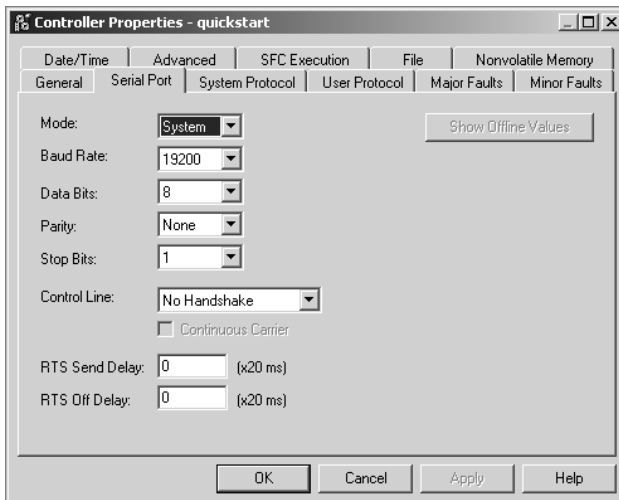 Controller Properties - quickstart
Date/Time Advanced SFC Execution File Nonvolatile Memory
General Serial Port System Protocol User Protocol Major Faults Minor Faults
Mode: System Show Offline Values
Baud Rate: 19200
Data Bits: 8
Parity: None
Stop Bits: 1
Control Line: No Handshake
Continuous Carrier
RTS Send Delay: 0 (x20 ms)
RTS Off Delay: 0 (x20 ms)
OK Cancel Apply Help